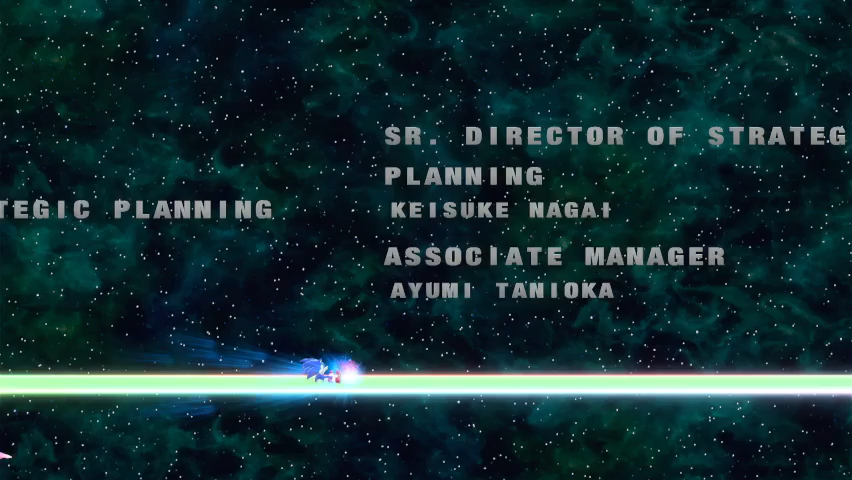 SR. DIRECTOR OF STRATEG
PLANNING
TEGIC PLANNING
KEISUKE NAGAI
ASSOCIATE MANAGER
AYUMI TANIOKA